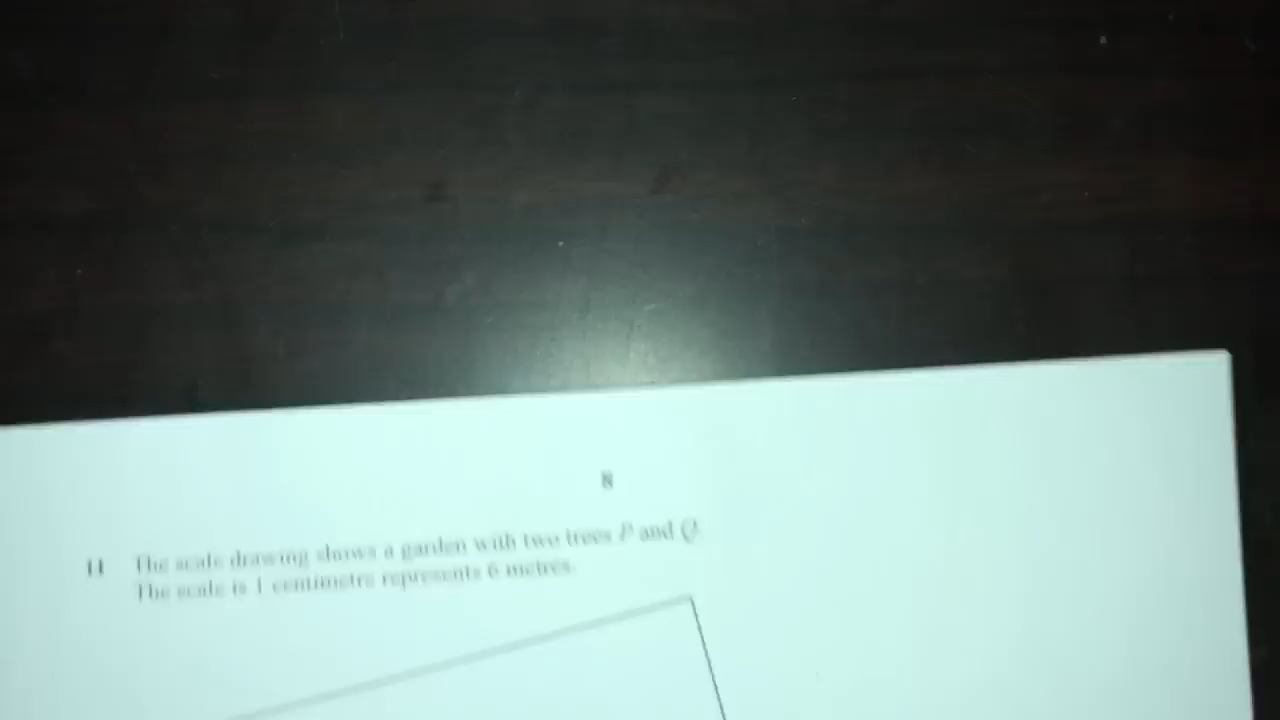 8
11 The scale drawing shows a garden with two trees P and Q.
The scale is 1 centimetre represents 6 metres.